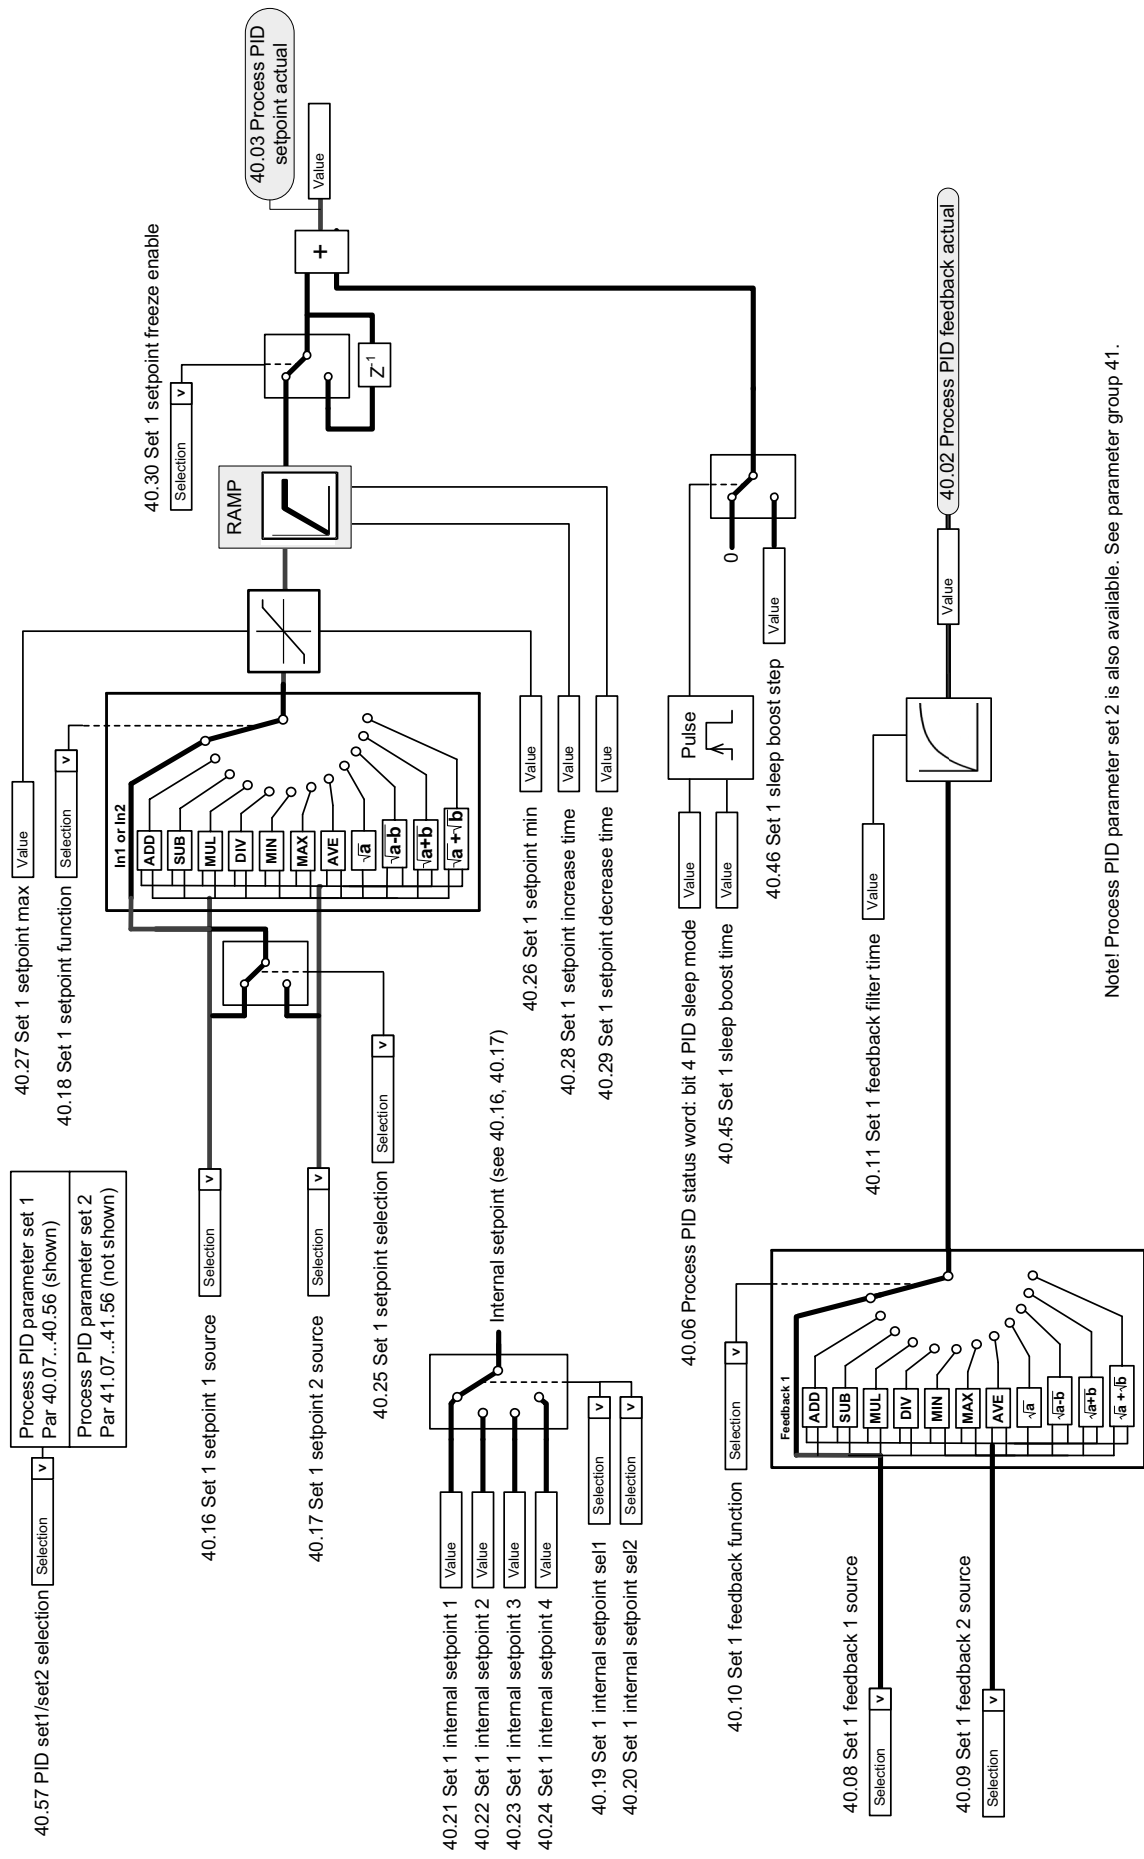 40.57 PID set1/set2 selection
Selection
v
Process PID parameter set 1
Par 40.07...40.56 (shown)
Process PID parameter set 2
Par 41.07...41.56 (not shown)
40.27 Set 1 setpoint max
Value
40.18 Set 1 setpoint function
Selection
v
40.16 Set 1 setpoint 1 source
Selection
v
40.17 Set 1 setpoint 2 source
Selection
v
40.25 Set 1 setpoint selection
Selection
v
In1 or In2
ADD
SUB
MUL
DIV
MIN
MAX
AVE
√a
√a-b
√a+b
√a +√b
RAMP
40.30 Set 1 setpoint freeze enable
Selection
v
Z-1
+
40.03 Process PID
setpoint actual
Value
40.21 Set 1 internal setpoint 1
Value
40.22 Set 1 internal setpoint 2
Value
40.23 Set 1 internal setpoint 3
Value
40.24 Set 1 internal setpoint 4
Value
40.19 Set 1 internal setpoint sel1
Selection
v
40.20 Set 1 internal setpoint sel2
Selection
v
Internal setpoint (see 40.16, 40.17)
40.26 Set 1 setpoint min
Value
40.28 Set 1 setpoint increase time
Value
40.29 Set 1 setpoint decrease time
Value
40.06 Process PID status word: bit 4 PID sleep mode
Value
40.45 Set 1 sleep boost time
Value
Pulse
0
40.46 Set 1 sleep boost step
Value
40.10 Set 1 feedback function
Selection
v
40.08 Set 1 feedback 1 source
Selection
v
40.09 Set 1 feedback 2 source
Selection
v
Feedback 1
ADD
SUB
MUL
DIV
MIN
MAX
AVE
√a
√a-b
√a+b
√a +√b
40.11 Set 1 feedback filter time
Value
Value
40.02 Process PID feedback actual
Note! Process PID parameter set 2 is also available. See parameter group 41.